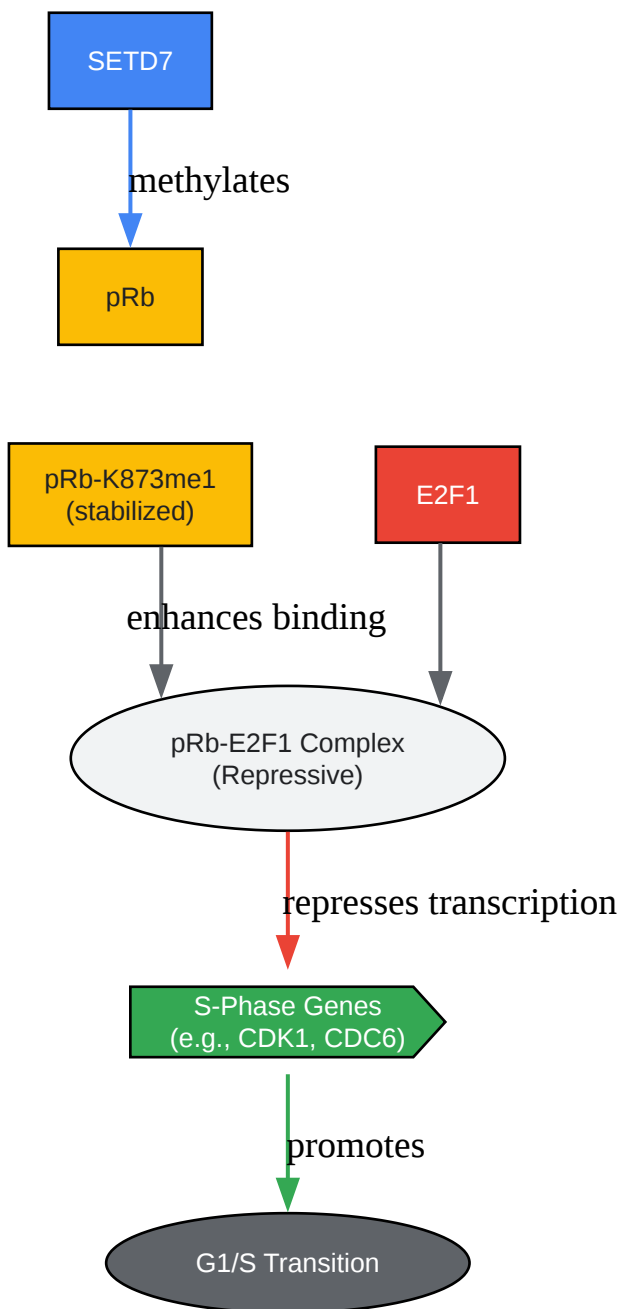 SETD7
methylates
pRb
pRb-K873me1
(stabilized)
E2F1
enhances binding
pRb-E2F1 Complex
(Repressive)
represses transcription
S-Phase Genes
(e.g., CDK1, CDC6)
promotes
G1/S Transition